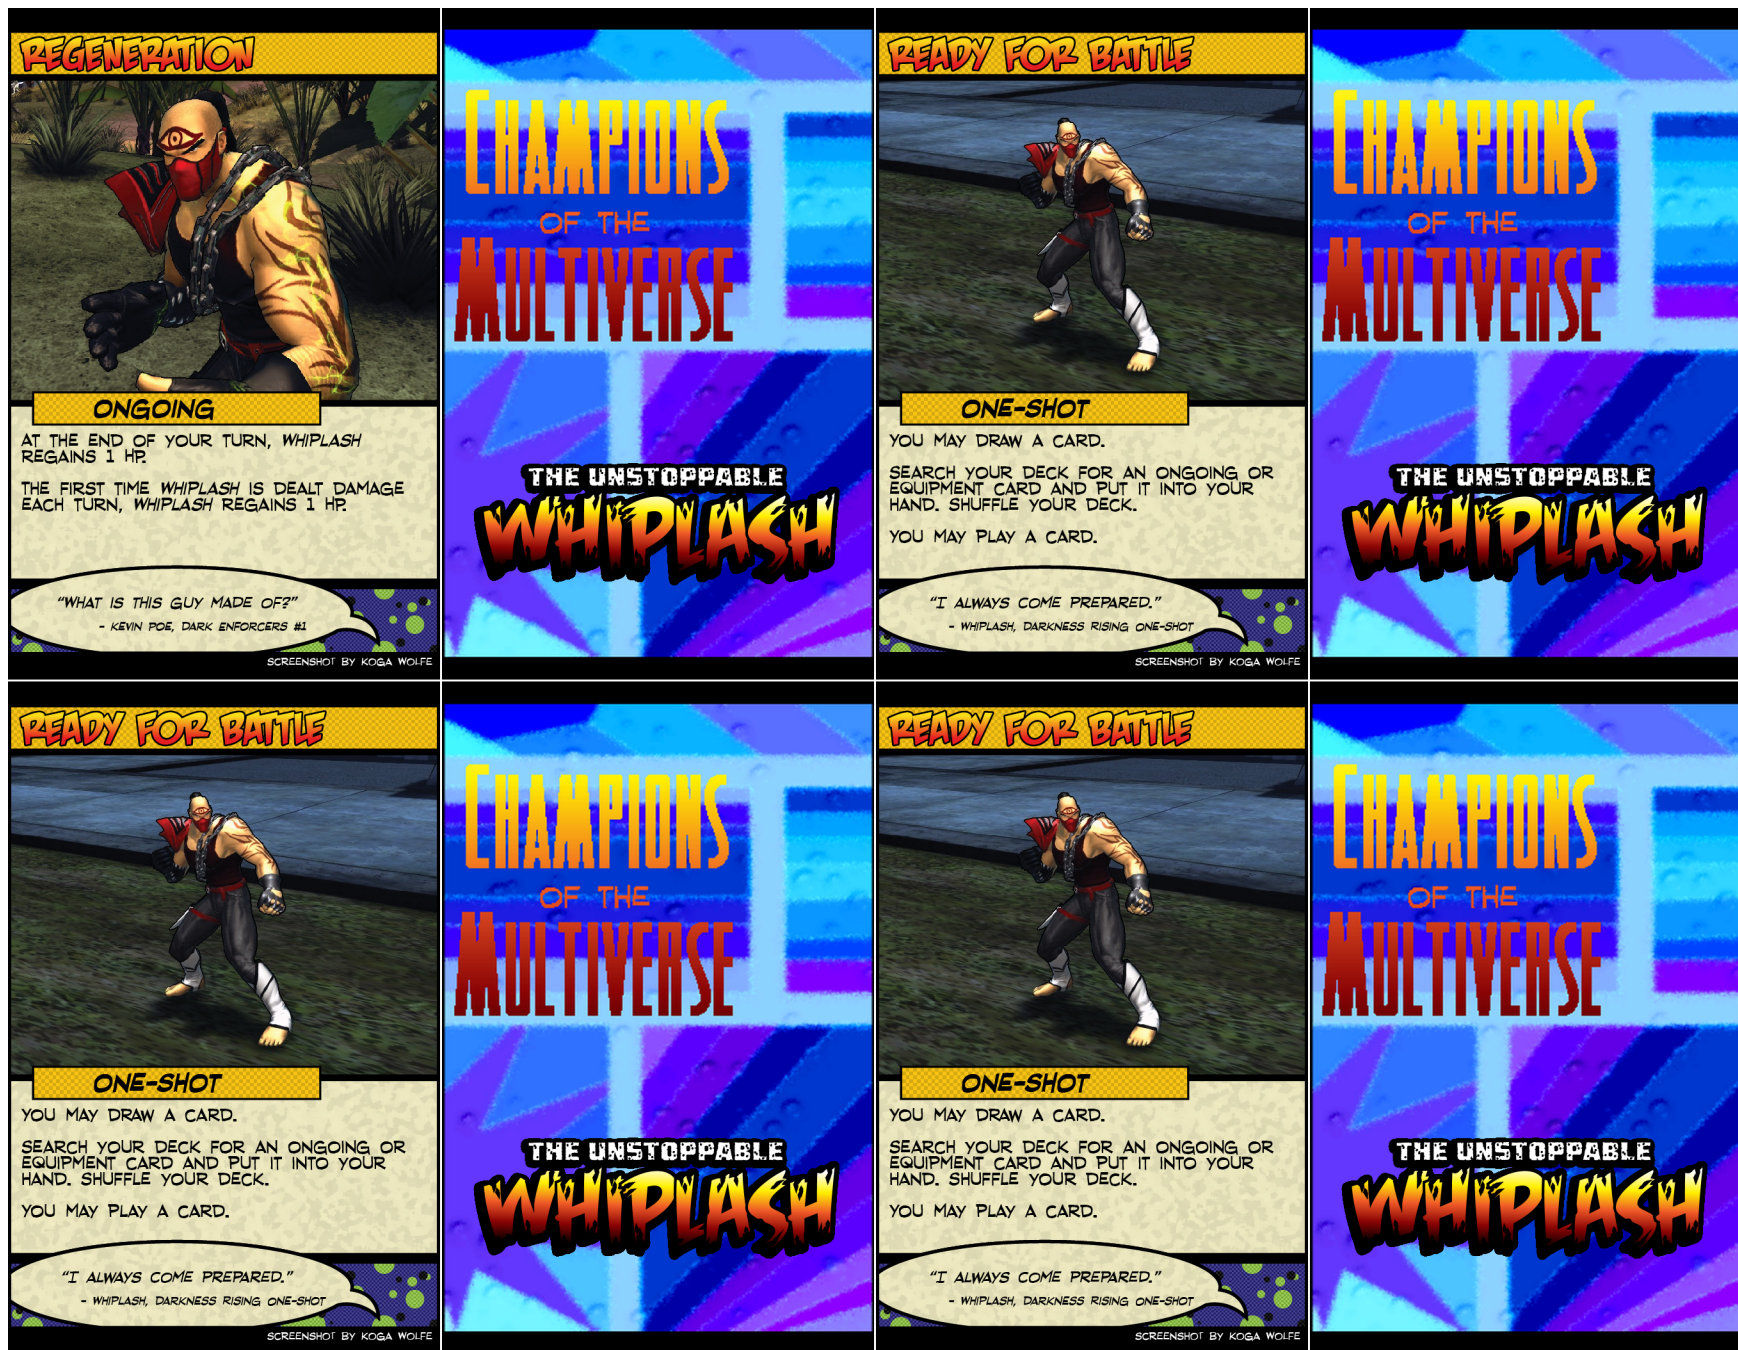 REGENERATION
ONGOING
AT THE END OF YOUR TURN, WHIPLASH
REGAINS 1 HP.
THE FIRST TIME WHIPLASH IS DEALT DAMAGE
EACH TURN, WHIPLASH REGAINS 1 HP.
"WHAT IS THIS GUY MADE OF?"
- KEVIN POE, DARK ENFORCERS #1
SCREENSHOT BY KOGA WOLFE
CHAMPIONS
OF THE
MULTIVERSE
THE UNSTOPPABLE
WHIPLASH
READY FOR BATTLE
ONE-SHOT
YOU MAY DRAW A CARD.
SEARCH YOUR DECK FOR AN ONGOING OR
EQUIPMENT CARD AND PUT IT INTO YOUR
HAND. SHUFFLE YOUR DECK.
YOU MAY PLAY A CARD.
"I ALWAYS COME PREPARED."
- WHIPLASH, DARKNESS RISING ONE-SHOT
SCREENSHOT BY KOGA WOLFE
CHAMPIONS
OF THE
MULTIVERSE
THE UNSTOPPABLE
WHIPLASH
READY FOR BATTLE
ONE-SHOT
YOU MAY DRAW A CARD.
SEARCH YOUR DECK FOR AN ONGOING OR
EQUIPMENT CARD AND PUT IT INTO YOUR
HAND. SHUFFLE YOUR DECK.
YOU MAY PLAY A CARD.
"I ALWAYS COME PREPARED."
- WHIPLASH, DARKNESS RISING ONE-SHOT
SCREENSHOT BY KOGA WOLFE
CHAMPIONS
OF THE
MULTIVERSE
THE UNSTOPPABLE
WHIPLASH
READY FOR BATTLE
ONE-SHOT
YOU MAY DRAW A CARD.
SEARCH YOUR DECK FOR AN ONGOING OR
EQUIPMENT CARD AND PUT IT INTO YOUR
HAND. SHUFFLE YOUR DECK.
YOU MAY PLAY A CARD.
"I ALWAYS COME PREPARED."
- WHIPLASH, DARKNESS RISING ONE-SHOT
SCREENSHOT BY KOGA WOLFE
CHAMPIONS
OF THE
MULTIVERSE
THE UNSTOPPABLE
WHIPLASH